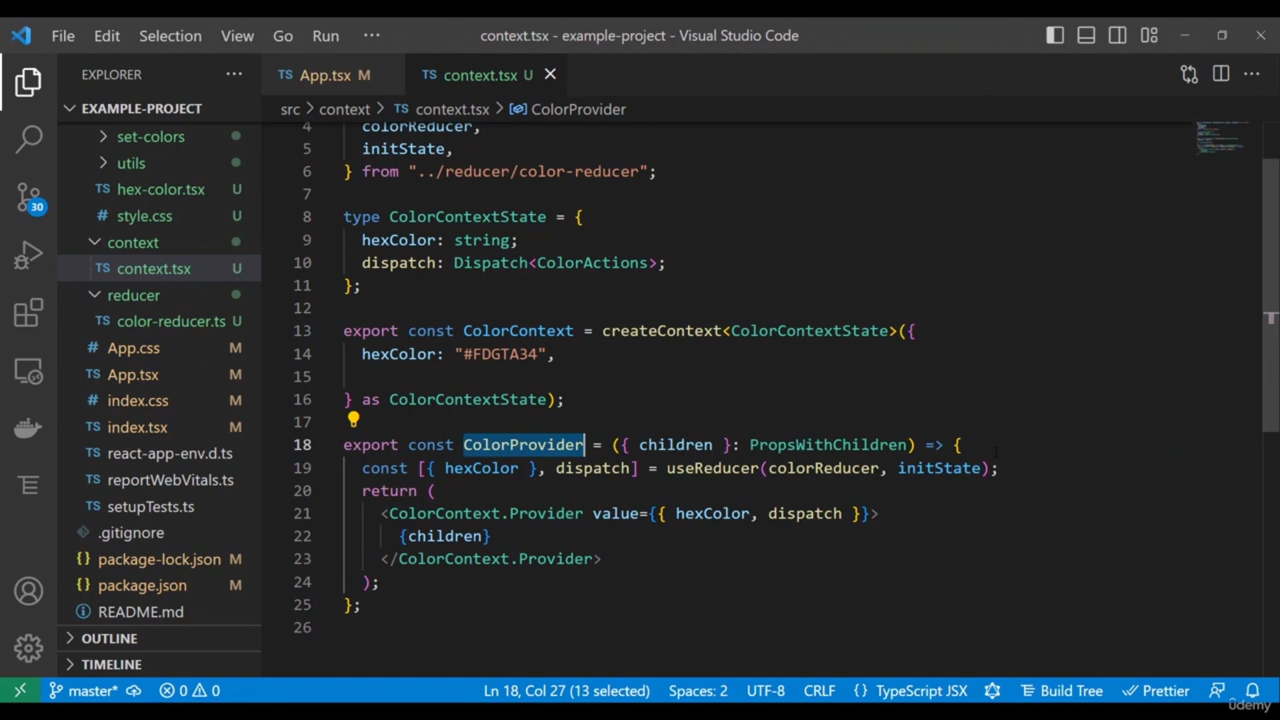 File Edit Selection View Go Run ··· context.tsx - example-project - Visual Studio Code
EXPLORER ··· TS App.tsx M TS context.tsx U
EXAMPLE-PROJECT src > context > TS context.tsx > ColorProvider
set-colors
utils
hex-color.tsx U
# style.css U
context
TS context.tsx U
reducer
TS color-reducer.ts U
# App.css M
TS App.tsx M
# index.css M
TS index.tsx M
TS react-app-env.d.ts
TS reportWebVitals.ts
TS setupTests.ts
.gitignore
{} package-lock.json M
{} package.json M
README.md
OUTLINE
TIMELINE
30
4 colorReducer,
5 initState,
6 } from "../reducer/color-reducer";
7
8 type ColorContextState = {
9 hexColor: string;
10 dispatch: Dispatch<ColorActions>;
11 };
12
13 export const ColorContext = createContext<ColorContextState>({
14 hexColor: "#FDGTA34",
15
16 } as ColorContextState);
17
18 export const ColorProvider = ({ children }: PropsWithChildren) => {
19 const [{ hexColor }, dispatch] = useReducer(colorReducer, initState);
20 return (
21 <ColorContext.Provider value={{ hexColor, dispatch }}>
22 {children}
23 </ColorContext.Provider>
24 );
25 };
26
master* 0 0 Ln 18, Col 27 (13 selected) Spaces: 2 UTF-8 CRLF {} TypeScript JSX Build Tree Prettier
ûdemy